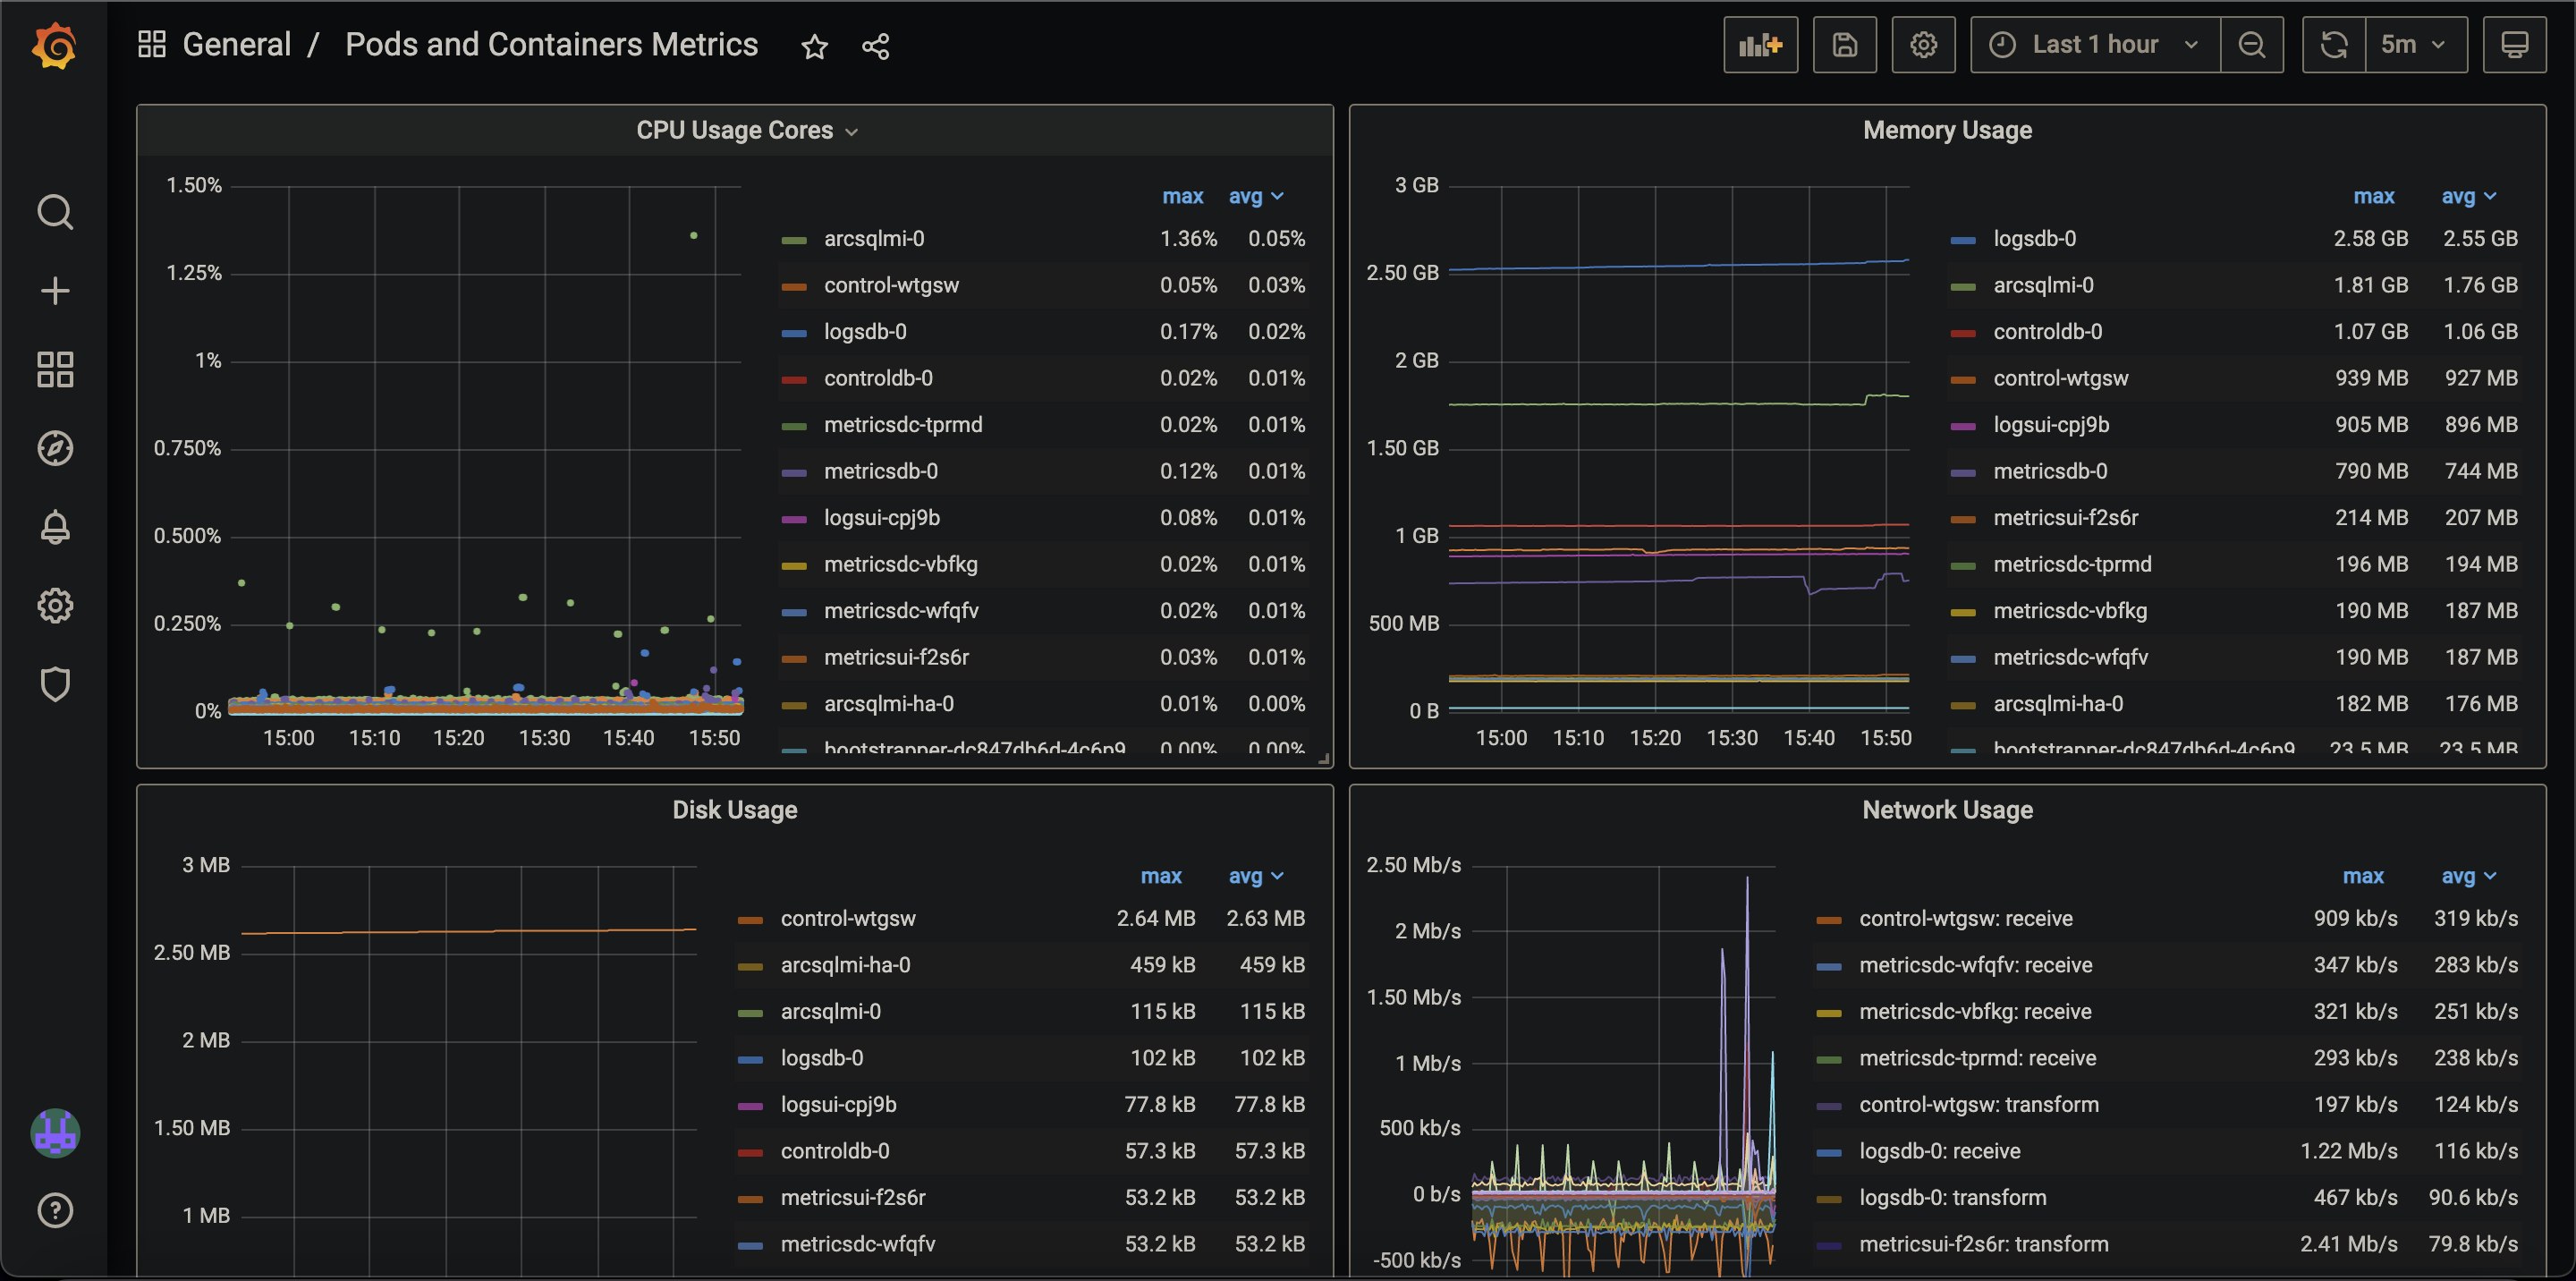 General / Pods and Containers Metrics
Last 1 hour
5m
CPU Usage Cores
1.50%
1.25%
1%
0.750%
0.500%
0.250%
0%
15:00 15:10 15:20 15:30 15:40 15:50
max avg
arcsqlmi-0 1.36% 0.05%
control-wtgsw 0.05% 0.03%
logsdb-0 0.17% 0.02%
controldb-0 0.02% 0.01%
metricsdc-tprmd 0.02% 0.01%
metricsdb-0 0.12% 0.01%
logsui-cpj9b 0.08% 0.01%
metricsdc-vbfkg 0.02% 0.01%
metricsdc-wfqfv 0.02% 0.01%
metricsui-f2s6r 0.03% 0.01%
arcsqlmi-ha-0 0.01% 0.00%
bootstrapper-dc847db6d-4c6p9 0.00% 0.00%
Memory Usage
3 GB
2.50 GB
2 GB
1.50 GB
1 GB
500 MB
0 B
15:00 15:10 15:20 15:30 15:40 15:50
max avg
logsdb-0 2.58 GB 2.55 GB
arcsqlmi-0 1.81 GB 1.76 GB
controldb-0 1.07 GB 1.06 GB
control-wtgsw 939 MB 927 MB
logsui-cpj9b 905 MB 896 MB
metricsdb-0 790 MB 744 MB
metricsui-f2s6r 214 MB 207 MB
metricsdc-tprmd 196 MB 194 MB
metricsdc-vbfkg 190 MB 187 MB
metricsdc-wfqfv 190 MB 187 MB
arcsqlmi-ha-0 182 MB 176 MB
bootstrapper-dc847db6d-4c6p9 23.5 MB 23.5 MB
Disk Usage
3 MB
2.50 MB
2 MB
1.50 MB
1 MB
max avg
control-wtgsw 2.64 MB 2.63 MB
arcsqlmi-ha-0 459 kB 459 kB
arcsqlmi-0 115 kB 115 kB
logsdb-0 102 kB 102 kB
logsui-cpj9b 77.8 kB 77.8 kB
controldb-0 57.3 kB 57.3 kB
metricsui-f2s6r 53.2 kB 53.2 kB
metricsdc-wfqfv 53.2 kB 53.2 kB
Network Usage
2.50 Mb/s
2 Mb/s
1.50 Mb/s
1 Mb/s
500 kb/s
0 b/s
-500 kb/s
max avg
control-wtgsw: receive 909 kb/s 319 kb/s
metricsdc-wfqfv: receive 347 kb/s 283 kb/s
metricsdc-vbfkg: receive 321 kb/s 251 kb/s
metricsdc-tprmd: receive 293 kb/s 238 kb/s
control-wtgsw: transform 197 kb/s 124 kb/s
logsdb-0: receive 1.22 Mb/s 116 kb/s
logsdb-0: transform 467 kb/s 90.6 kb/s
metricsui-f2s6r: transform 2.41 Mb/s 79.8 kb/s